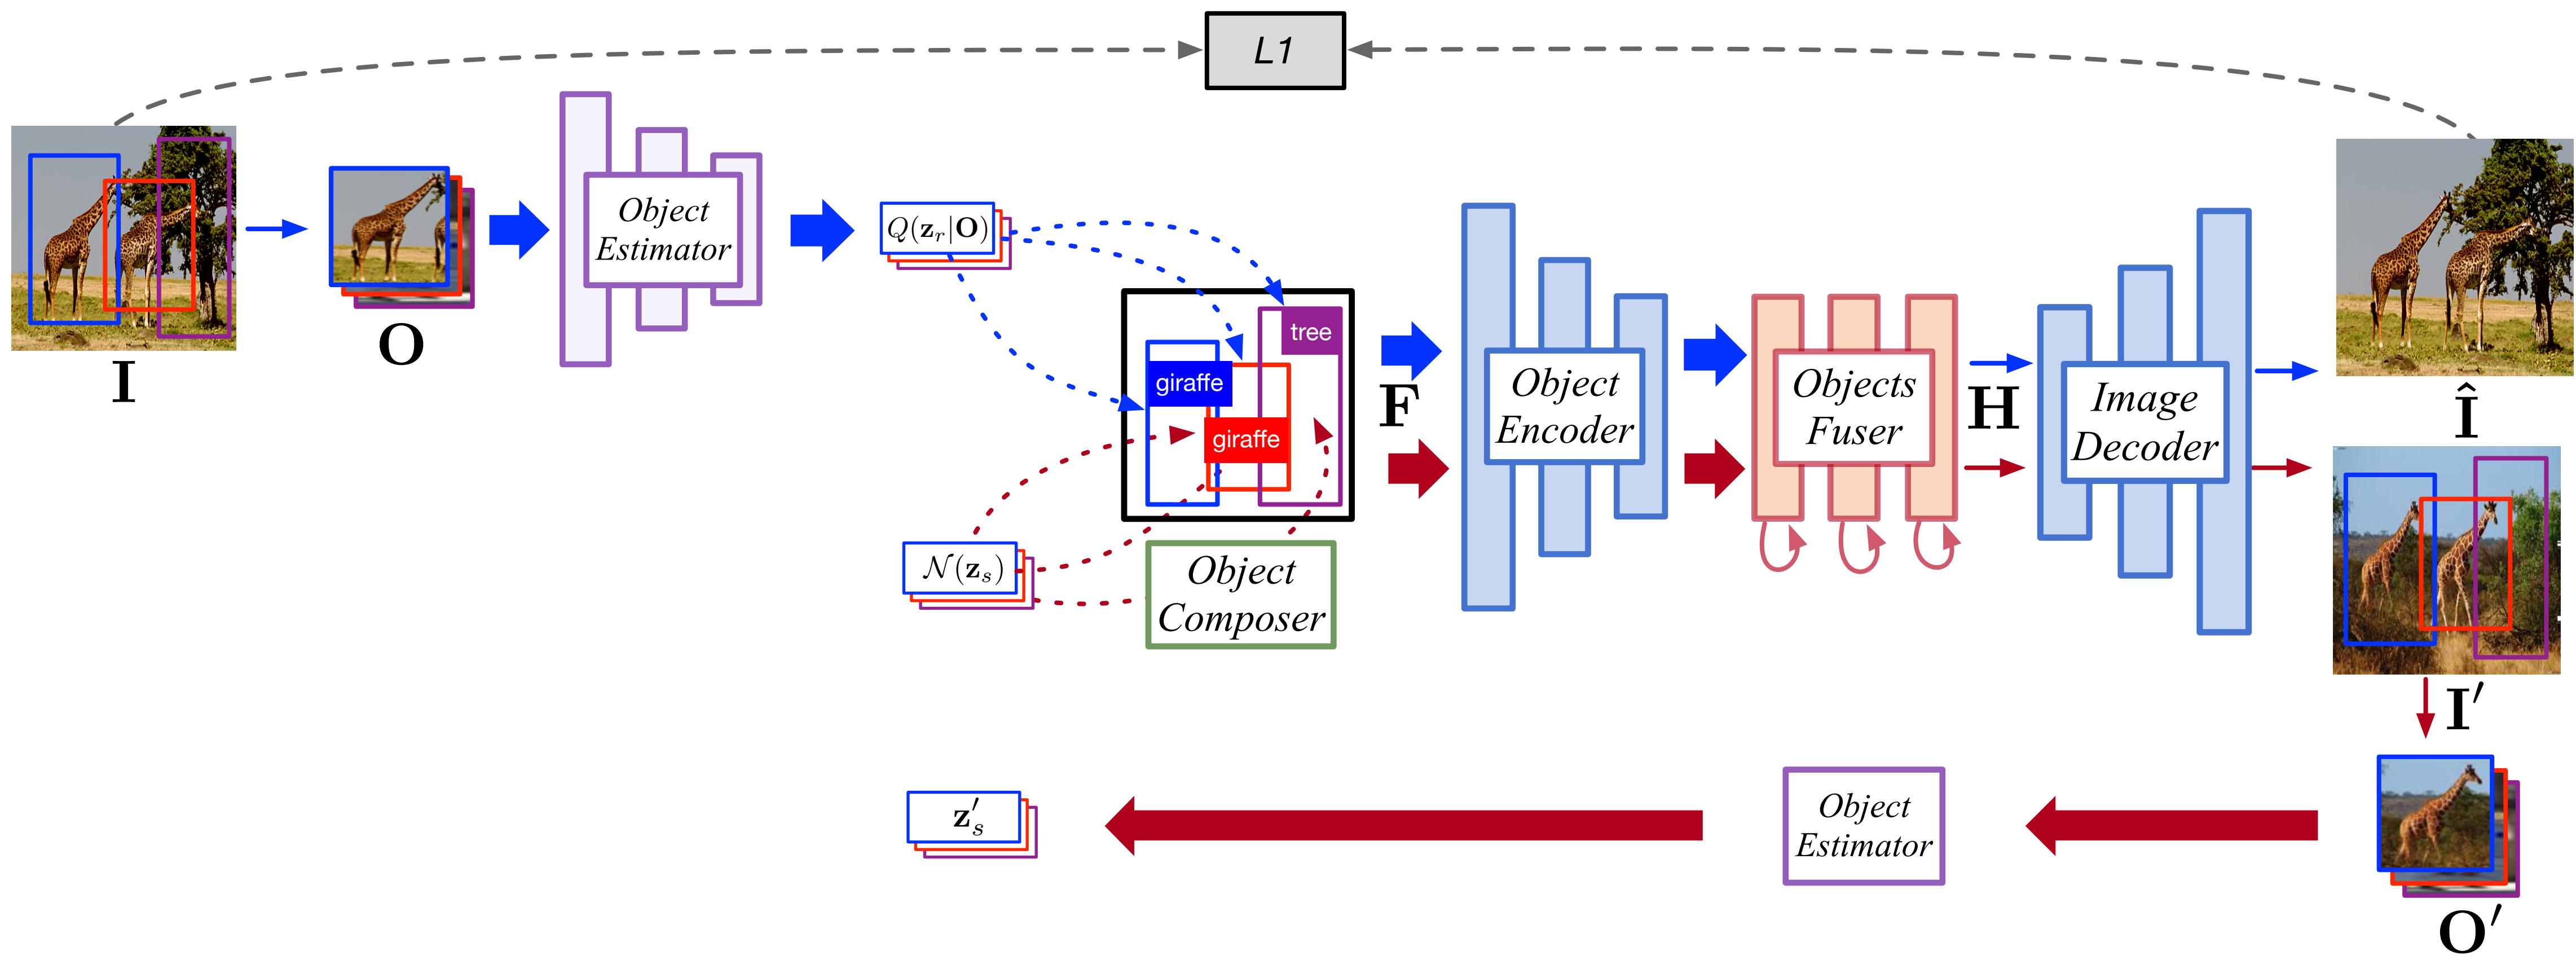 L1
I
O
Object
Estimator
Q(z_r|O)
tree
giraffe
giraffe
N(z_s)
Object
Composer
F
Object
Encoder
Objects
Fuser
H
Image
Decoder
Î
I′
z′_s
Object
Estimator
O′